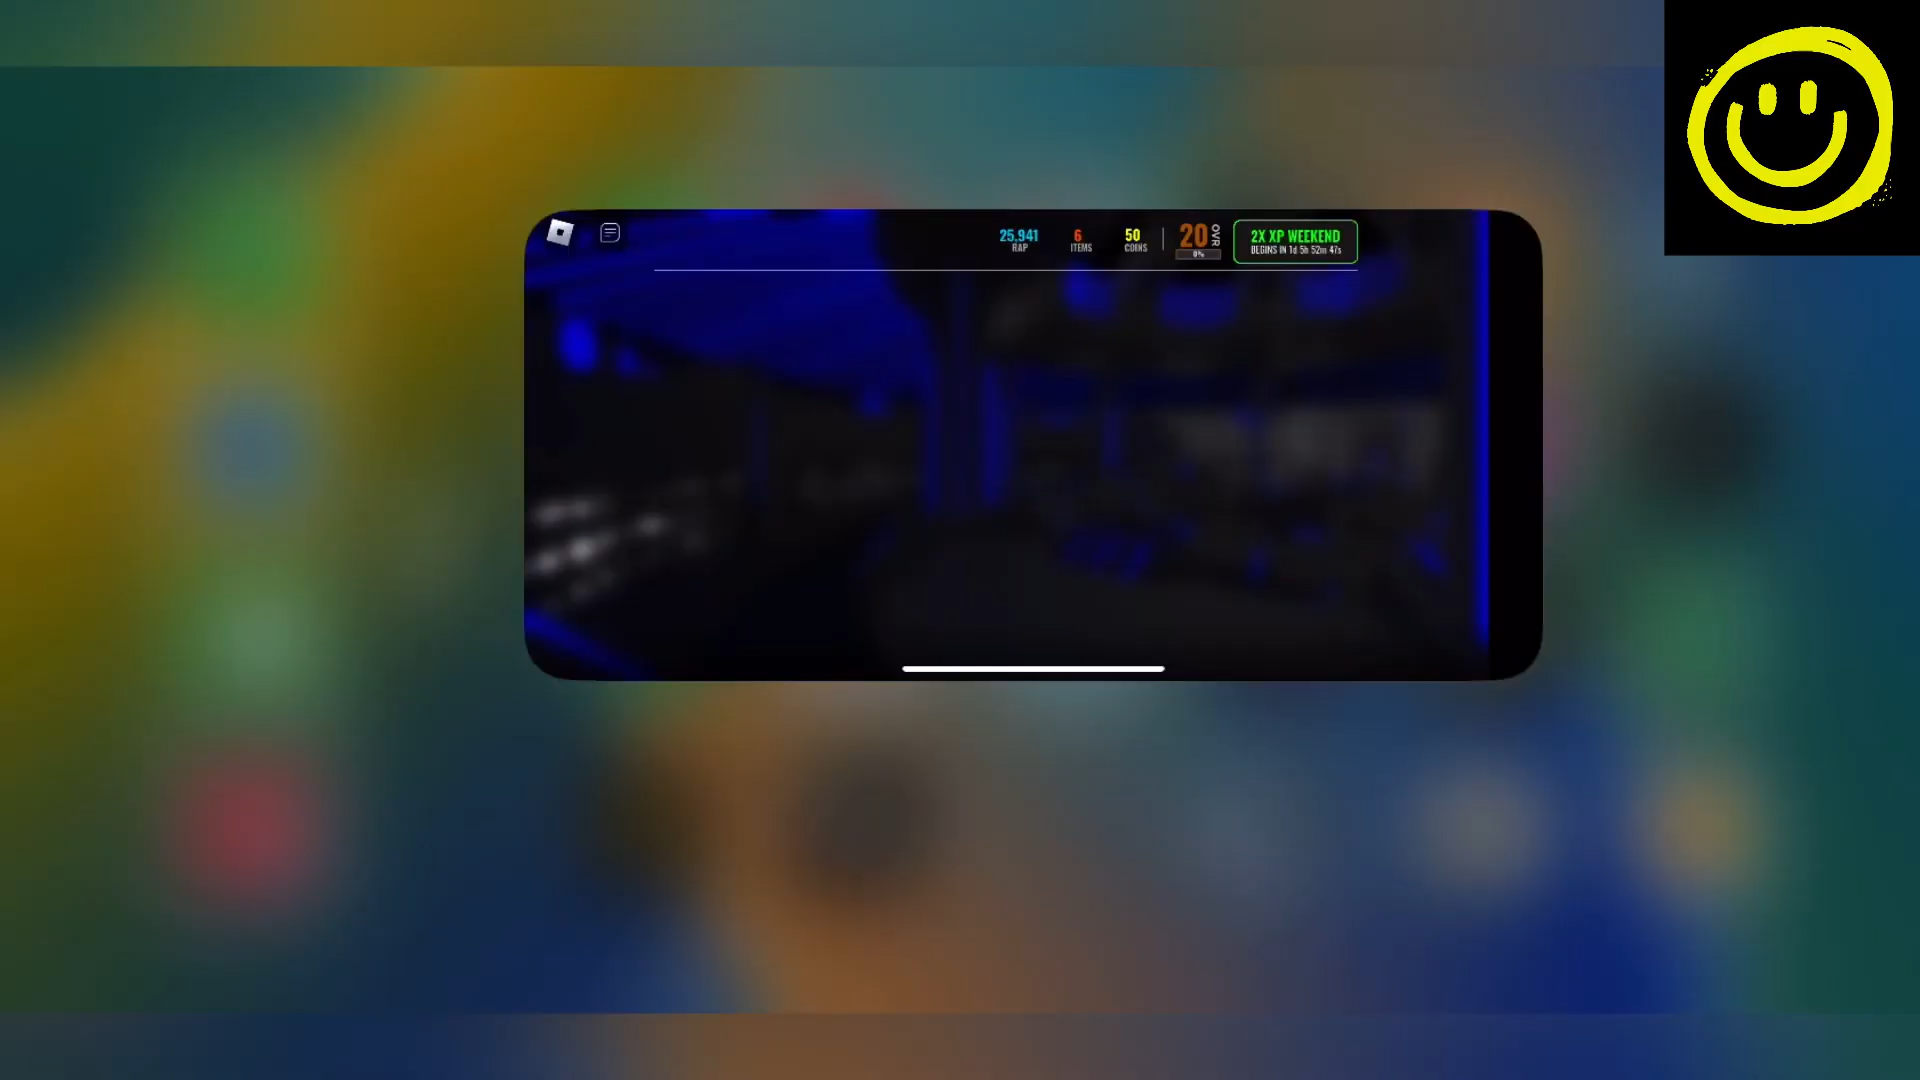 25,941
RAP
6
ITEMS
50
COINS
20
OVR
0%
2X XP WEEKEND
BEGINS IN 1d 5h 52m 47s